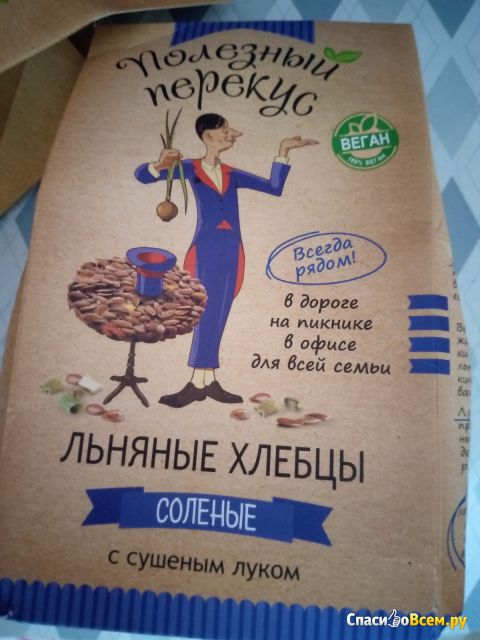 Полезный
перекус
ВЕГАН
100% ВЕГАН
Всегда
рядом!
в дороге
на пикнике
в офисе
для всей семьи
ЛЬНЯНЫЕ ХЛЕБЦЫ
СОЛЕНЫЕ
с сушеным луком
СпасибоВсем.ру